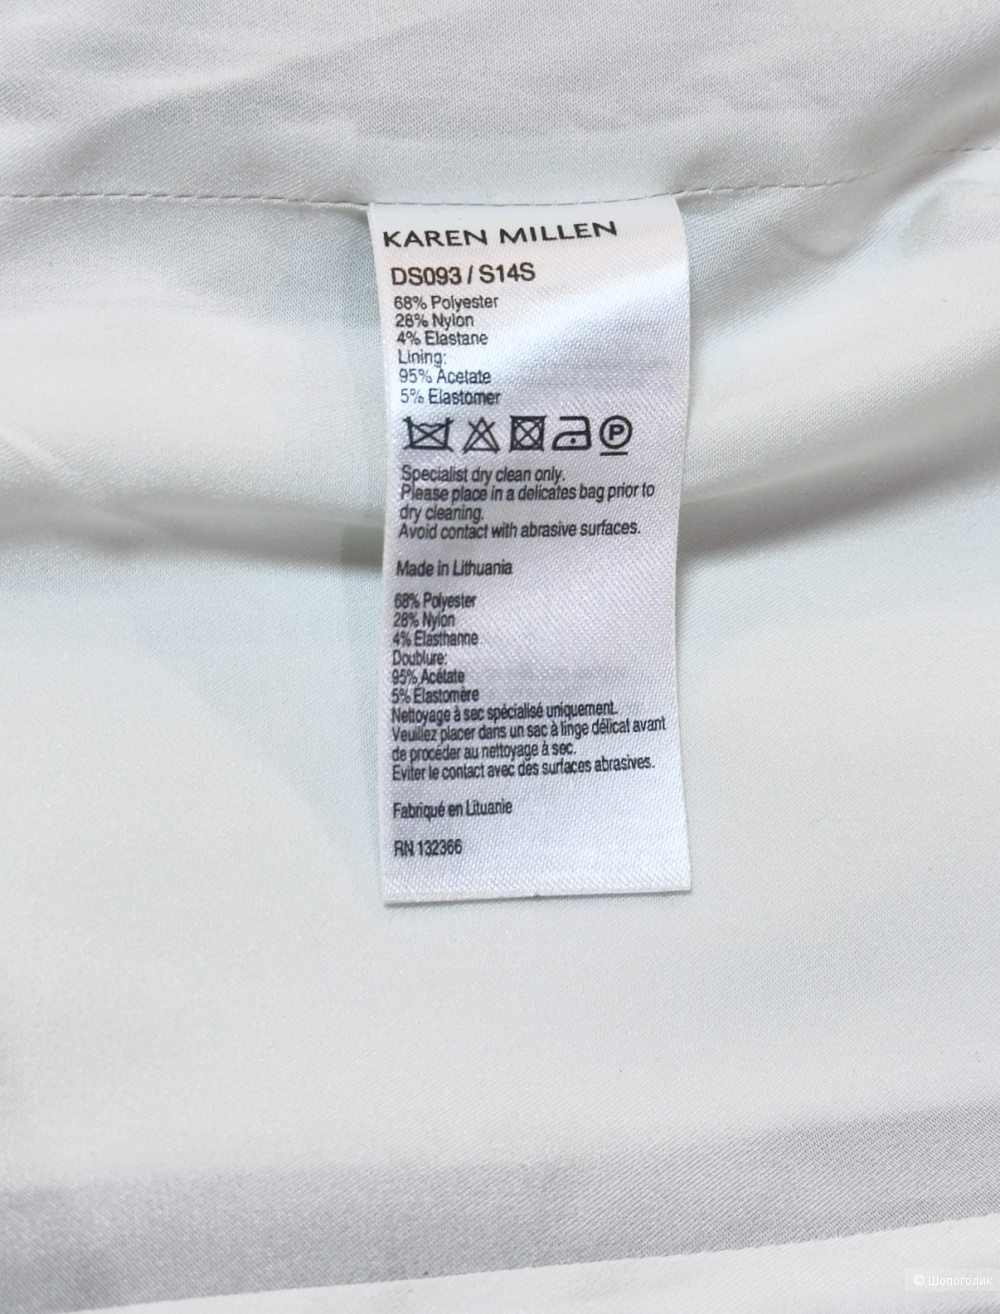 KAREN MILLEN
DS093 / S14S
68% Polyester
28% Nylon
4% Elastane
Lining:
95% Acetate
5% Elastomer
P
Specialist dry clean only.
Please place in a delicates bag prior to
dry cleaning.
Avoid contact with abrasive surfaces.
Made in Lithuania
68% Polyester
28% Nylon
4% Elasthanne
Doublure:
95% Acétate
5% Elastomère
Nettoyage à sec spécialisé uniquement.
Veuillez placer dans un sac à linge délicat avant
de procéder au nettoyage à sec.
Eviter le contact avec des surfaces abrasives.
Fabriqué en Lituanie
RN 132366
© Шопоголик